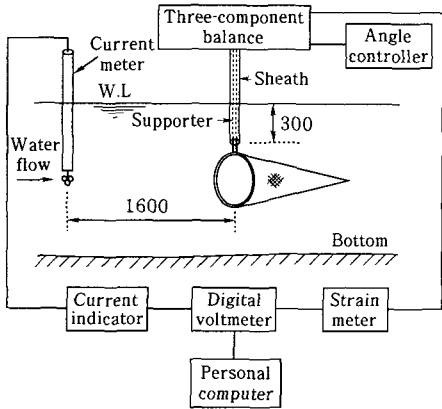 Three-component
balance
Angle
controller
Current
meter
Sheath
W.L
Supporter
300
Water
flow
1600
Bottom
Current
indicator
Digital
voltmeter
Strain
meter
Personal
computer